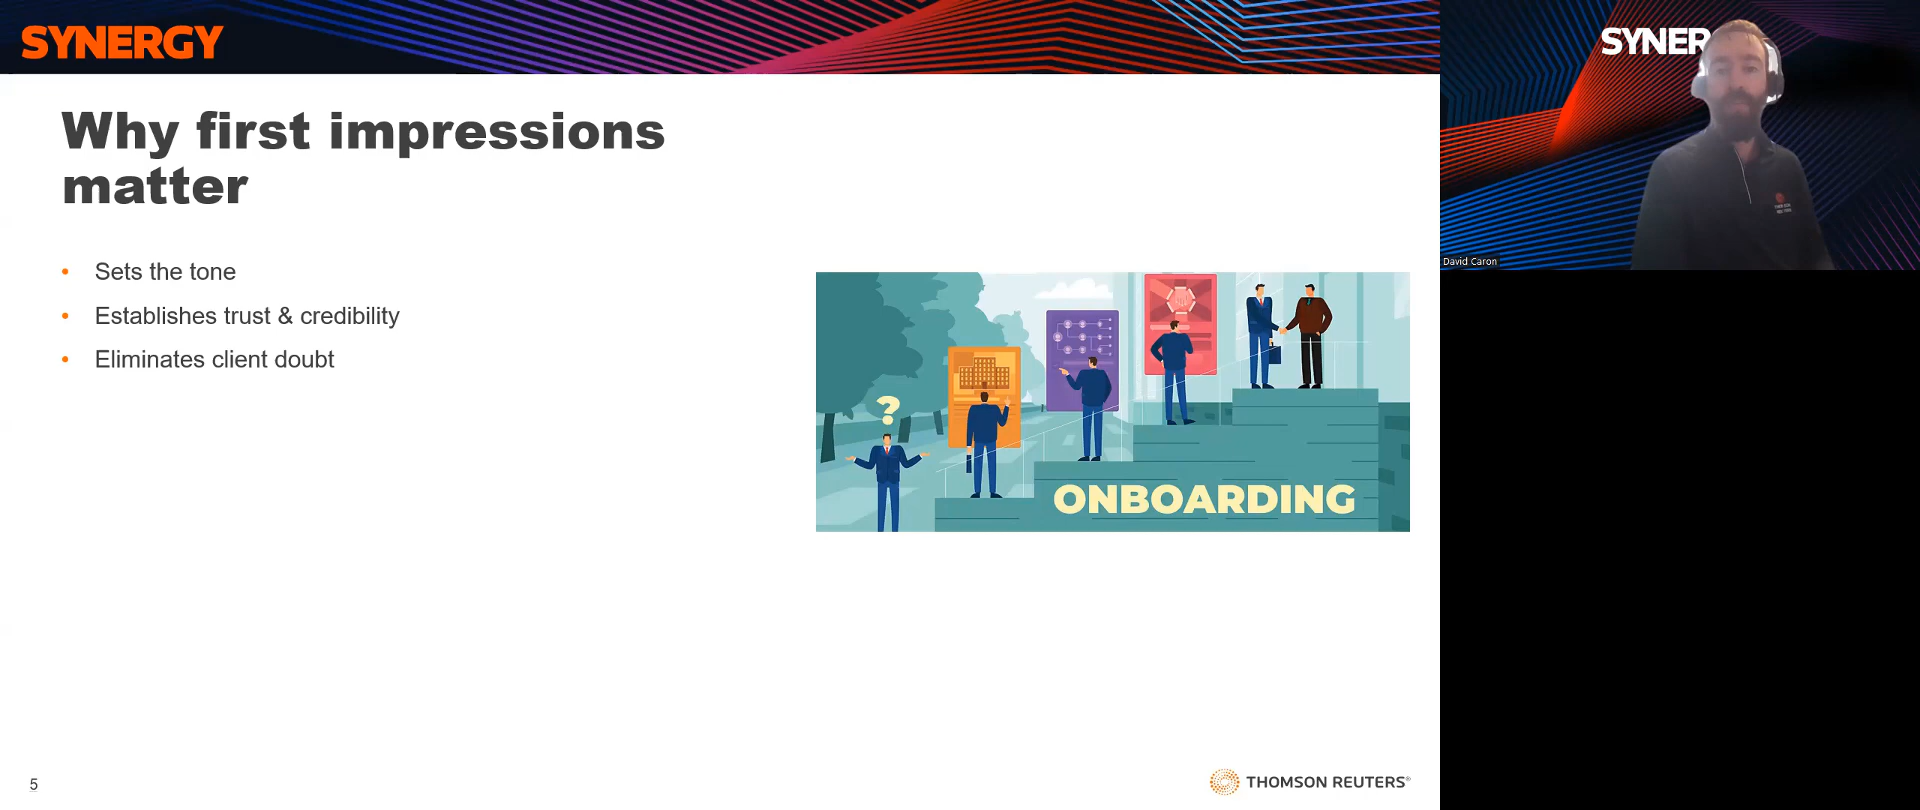 SYNERGY
Why first impressions
matter
• Sets the tone
• Establishes trust & credibility
• Eliminates client doubt
?
ONBOARDING
5
THOMSON REUTERS®
SYNER
David Caron